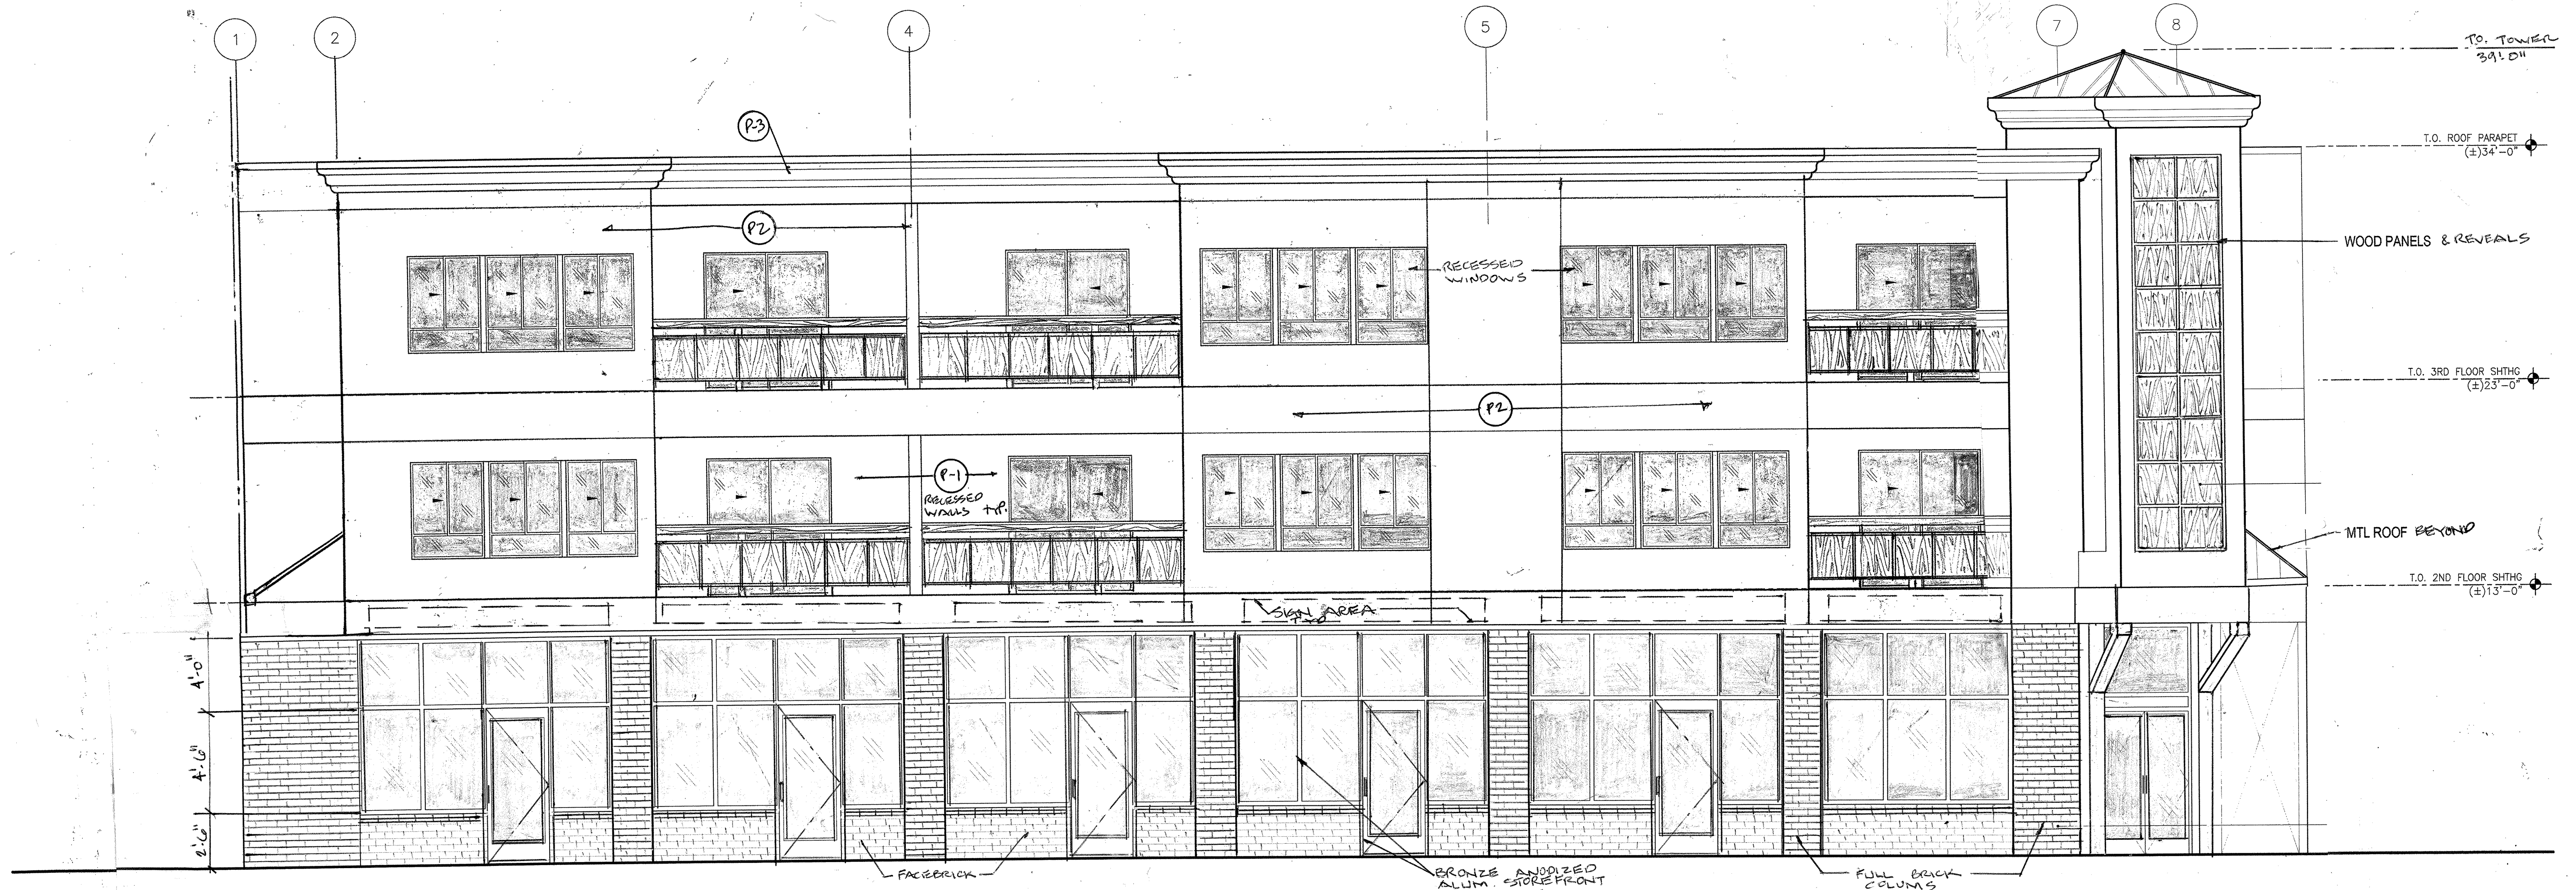 1
2
4
5
7
8
T.O. TOWER
39'-0"
P-3
T.O. ROOF PARAPET
(±)34'-0"
P2
WOOD PANELS & REVEALS
RECESSED
WINDOWS
T.O. 3RD FLOOR SHTHG
(±)23'-0"
P2
P-1
RECESSED
WALLS TYP.
MTL ROOF BEYOND
T.O. 2ND FLOOR SHTHG
(±)13'-0"
SIGN AREA
TYP
4'-0"
4'-6"
2'-6"
FACEBRICK
BRONZE ANODIZED
ALUM. STOREFRONT
FULL BRICK
COLUMS